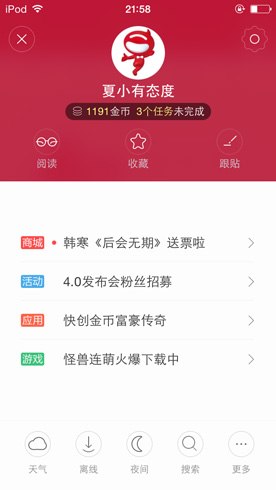 iPod 21:58
夏小有态度
1191金币 3个任务未完成
阅读 收藏 跟贴
商城 韩寒《后会无期》送票啦
活动 4.0发布会粉丝招募
应用 快创金币富豪传奇
游戏 怪兽连萌火爆下载中
天气 离线 夜间 搜索 更多